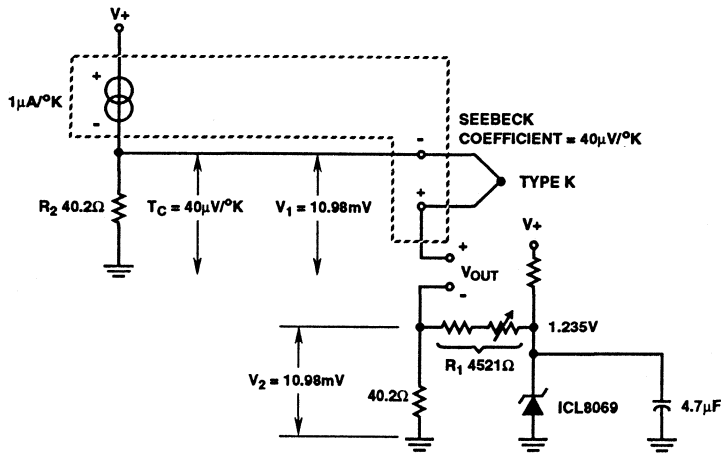 V+
+
1µA/°K
-
R2 40.2Ω
TC = 40µV/°K
V1 = 10.98mV
-
+
SEEBECK
COEFFICIENT = 40µV/°K
TYPE K
+
VOUT
-
V+
1.235V
R1 4521Ω
V2 = 10.98mV
40.2Ω
ICL8069
4.7µF